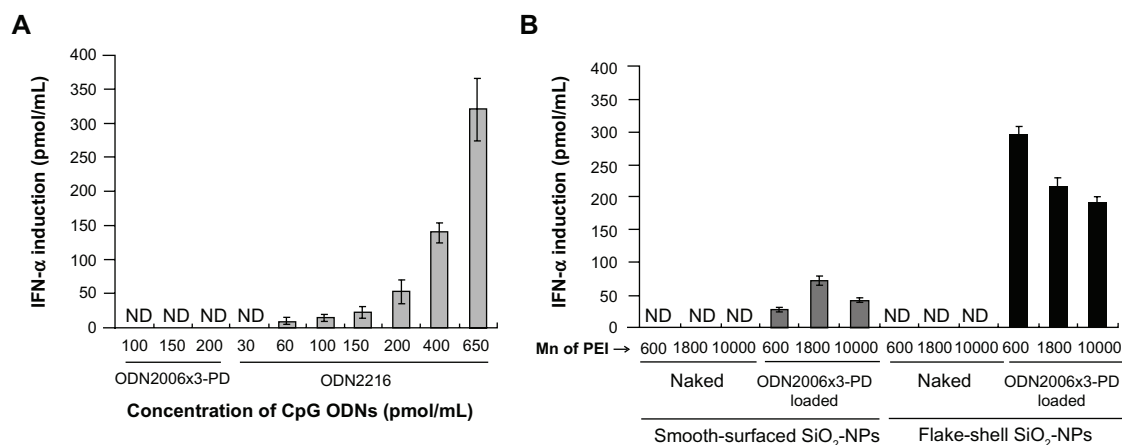 A
IFN-α induction (pmol/mL)
400
350
300
250
200
150
100
50
0
ND ND ND ND
100 150 200 30 60 100 150 200 400 650
ODN2006x3-PD ODN2216
Concentration of CpG ODNs (pmol/mL)
B
IFN-α induction (pmol/mL)
400
350
300
250
200
150
100
50
0
ND ND ND ND ND ND
Mn of PEI → 600 1800 10000 600 1800 10000 600 1800 10000 600 1800 10000
Naked ODN2006x3-PD loaded Naked ODN2006x3-PD loaded
Smooth-surfaced SiO₂-NPs Flake-shell SiO₂-NPs